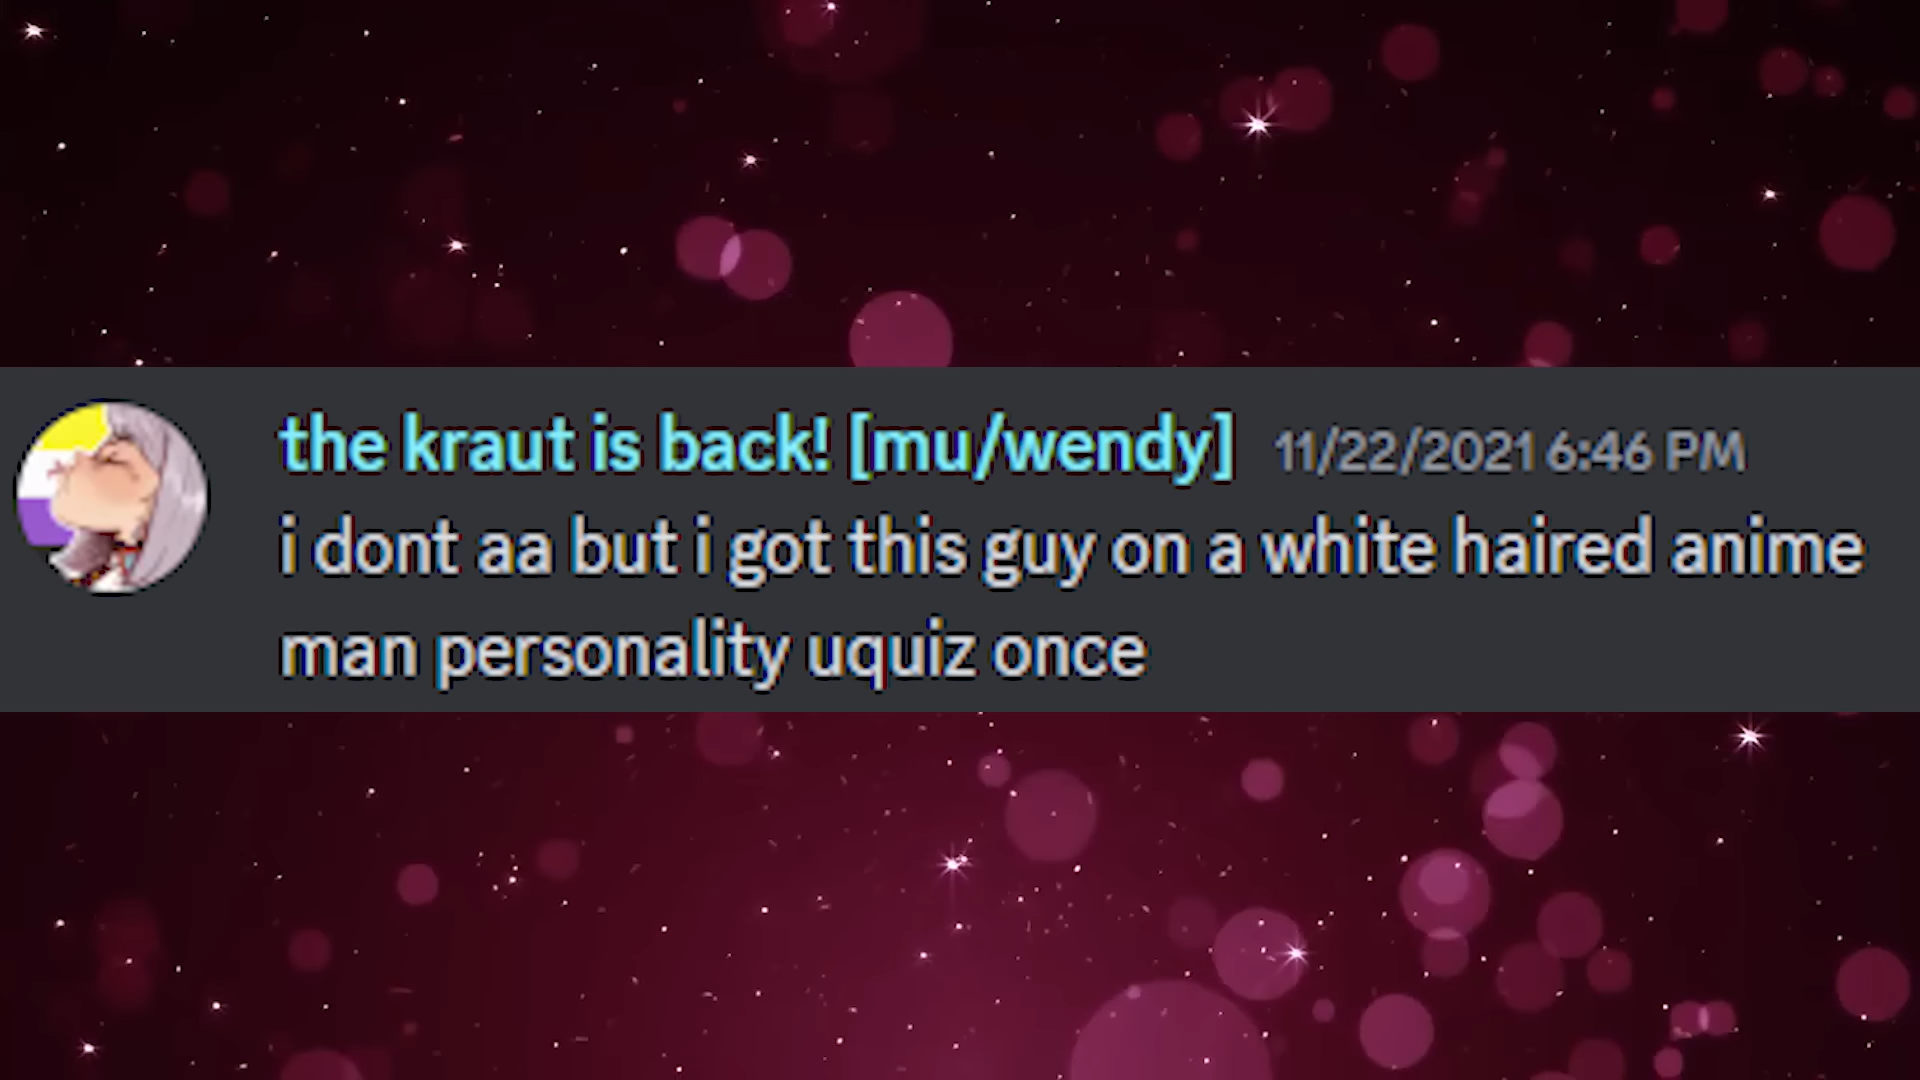 the kraut is back! [mu/wendy] 11/22/2021 6:46 PM
i dont aa but i got this guy on a white haired anime
man personality uquiz once